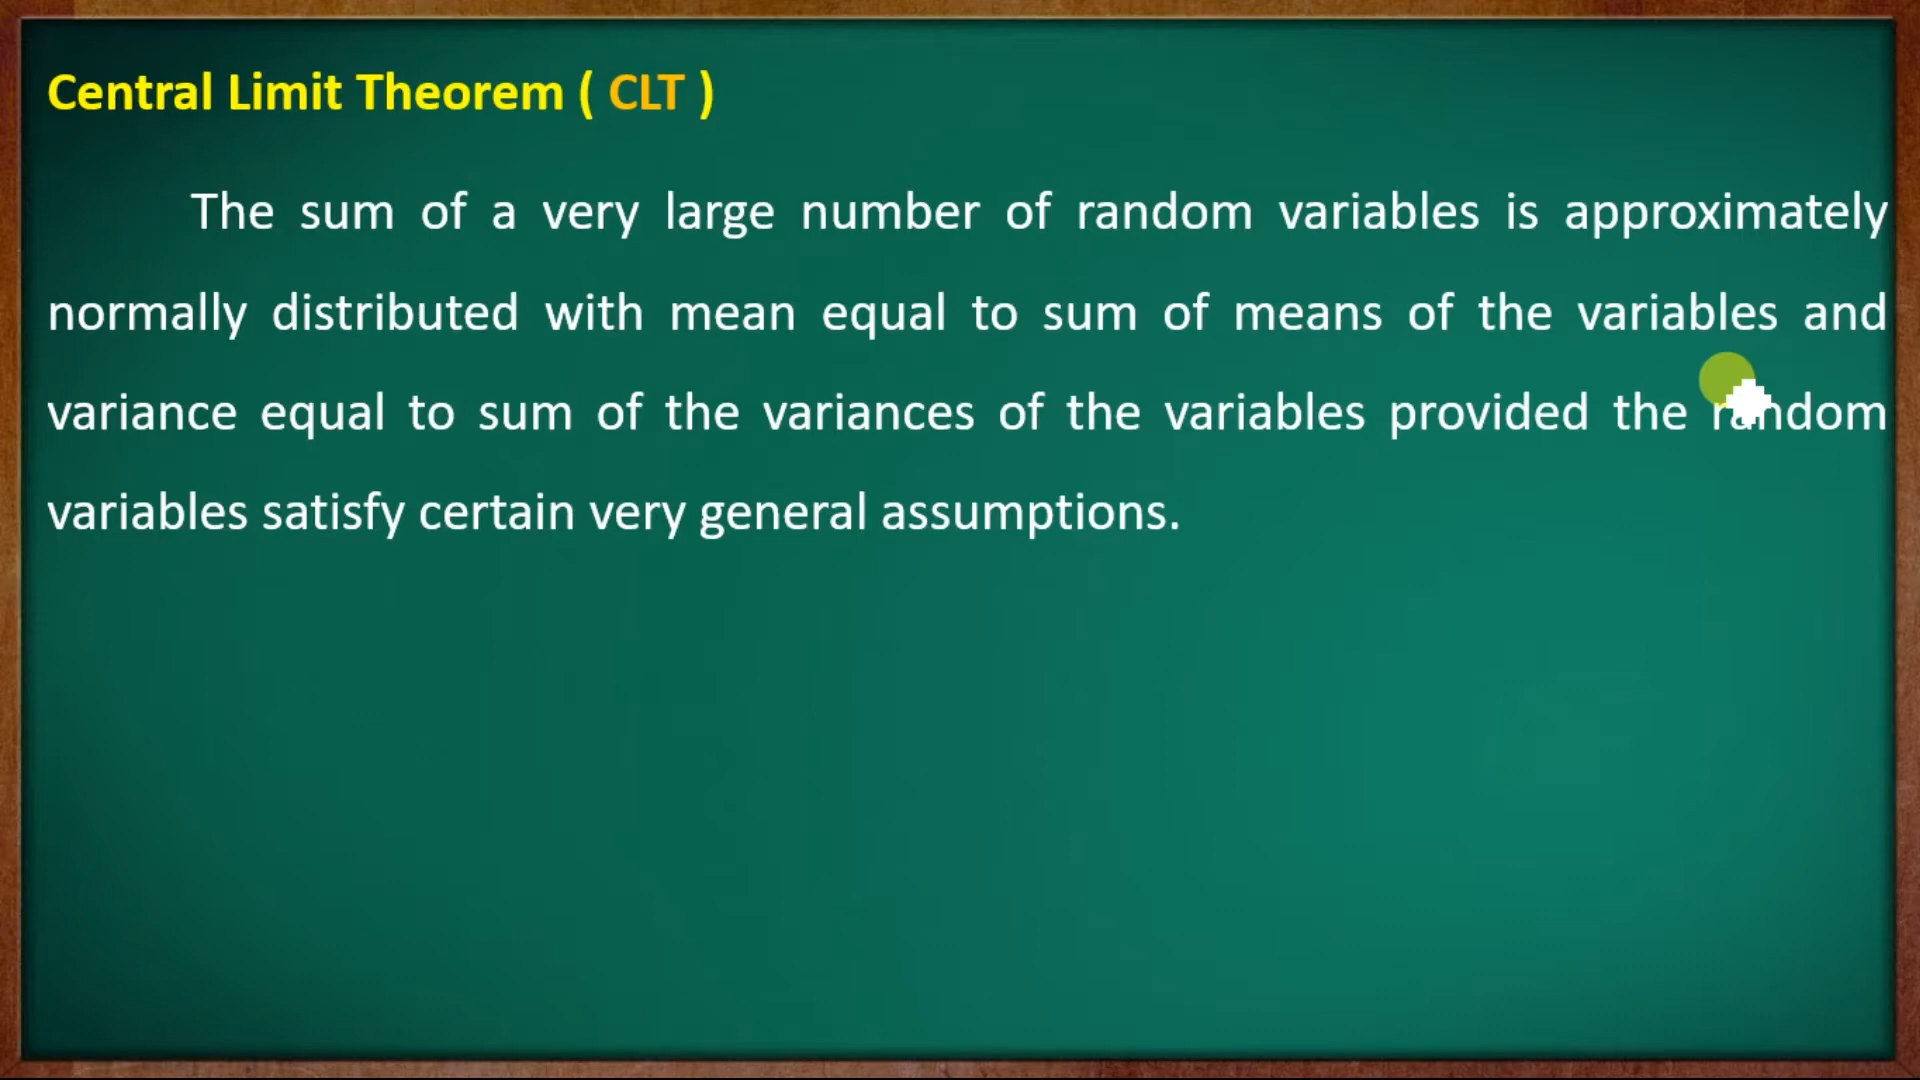 Central Limit Theorem ( CLT )
The sum of a very large number of random variables is approximately
normally distributed with mean equal to sum of means of the variables and
variance equal to sum of the variances of the variables provided the random
variables satisfy certain very general assumptions.